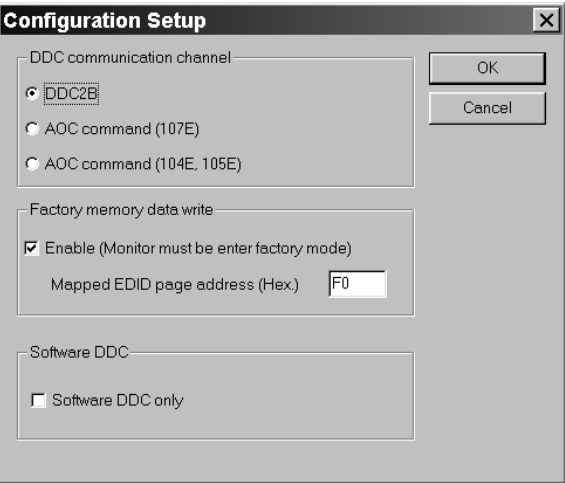 Configuration Setup
DDC communication channel
OK
DDC2B
Cancel
AOC command (107E)
AOC command (104E, 105E)
Factory memory data write
Enable (Monitor must be enter factory mode)
Mapped EDID page address (Hex.) F0
Software DDC
Software DDC only